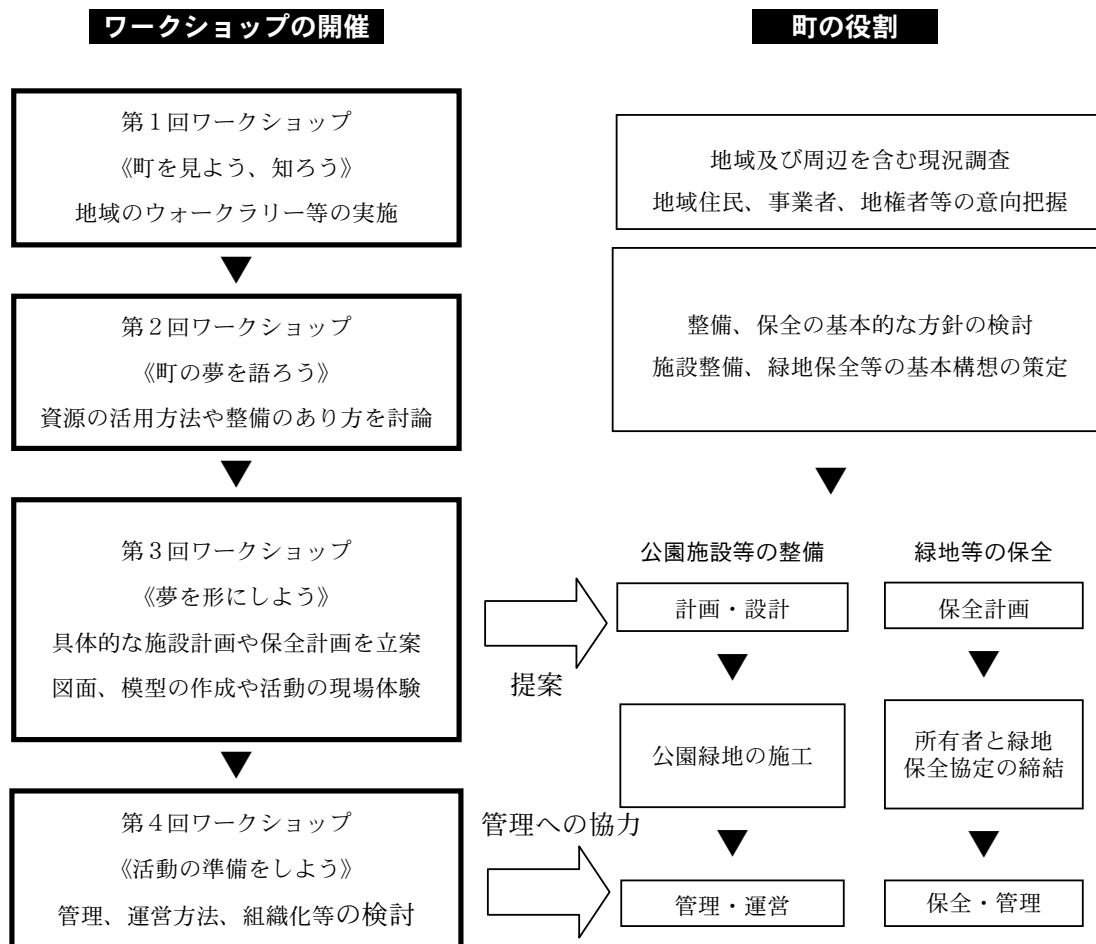 ワークショップの開催
第1回ワークショップ
《町を見よう、知ろう》
地域のウォークラリー等の実施
第2回ワークショップ
《町の夢を語ろう》
資源の活用方法や整備のあり方を討論
第3回ワークショップ
《夢を形にしよう》
具体的な施設計画や保全計画を立案
図面、模型の作成や活動の現場体験
第4回ワークショップ
《活動の準備をしよう》
管理、運営方法、組織化等の検討
提案
管理への協力
町の役割
地域及び周辺を含む現況調査
地域住民、事業者、地権者等の意向把握
整備、保全の基本的な方針の検討
施設整備、緑地保全等の基本構想の策定
公園施設等の整備
計画・設計
公園緑地の施工
管理・運営
緑地等の保全
保全計画
所有者と緑地
保全協定の締結
保全・管理